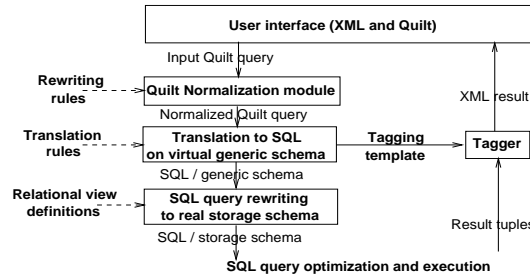 User interface (XML and Quilt)
Input Quilt query
Rewriting
rules
Quilt Normalization module
XML result
Normalized Quilt query
Translation
rules
Translation to SQL
on virtual generic schema
Tagging
template
Tagger
SQL / generic schema
Relational view
definitions
SQL query rewriting
to real storage schema
Result tuples
SQL / storage schema
SQL query optimization and execution